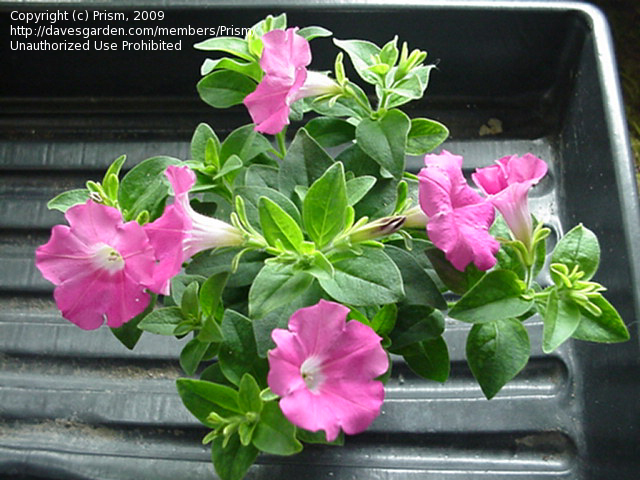 Copyright (c) Prism, 2009
http://davesgarden.com/members/Prism
Unauthorized Use Prohibited